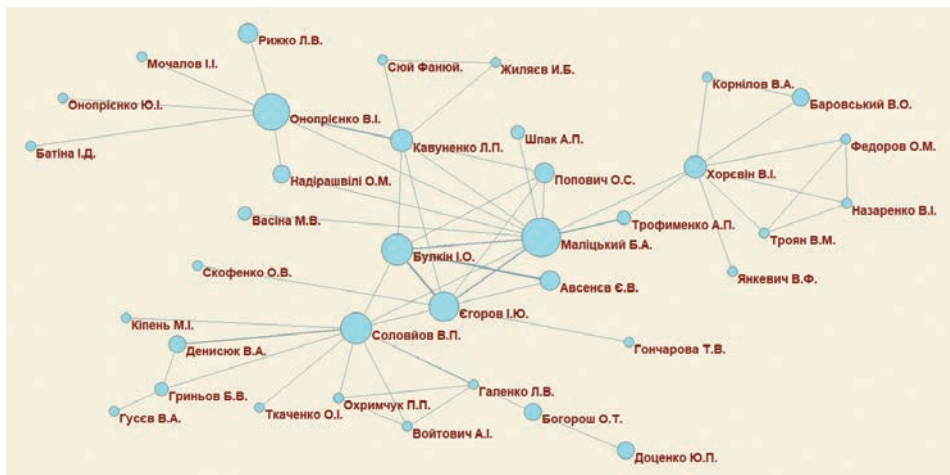 Рижко Л.В.
Мочалов І.І.
Сюй Фанюй.
Жиляєв И.Б.
Корнілов В.А.
Баровський В.О.
Онопрієнко Ю.І.
Онопрієнко В.І.
Шпак А.П.
Кавуненко Л.П.
Федоров О.М.
Батіна І.Д.
Хорєвін В.І.
Надірашвілі О.М.
Попович О.С.
Назаренко В.І.
Васіна М.В.
Трофименко А.П.
Маліцький Б.А.
Троян В.М.
Булкін І.О.
Скофенко О.В.
Янкевич В.Ф.
Авсенєв Є.В.
Єгоров І.Ю.
Кіпень М.І.
Соловйов В.П.
Гончарова Т.В.
Денисюк В.А.
Гриньов Б.В.
Галенко Л.В.
Охримчук П.П.
Гусєв В.А.
Ткаченко О.І.
Богорош О.Т.
Войтович А.І.
Доценко Ю.П.